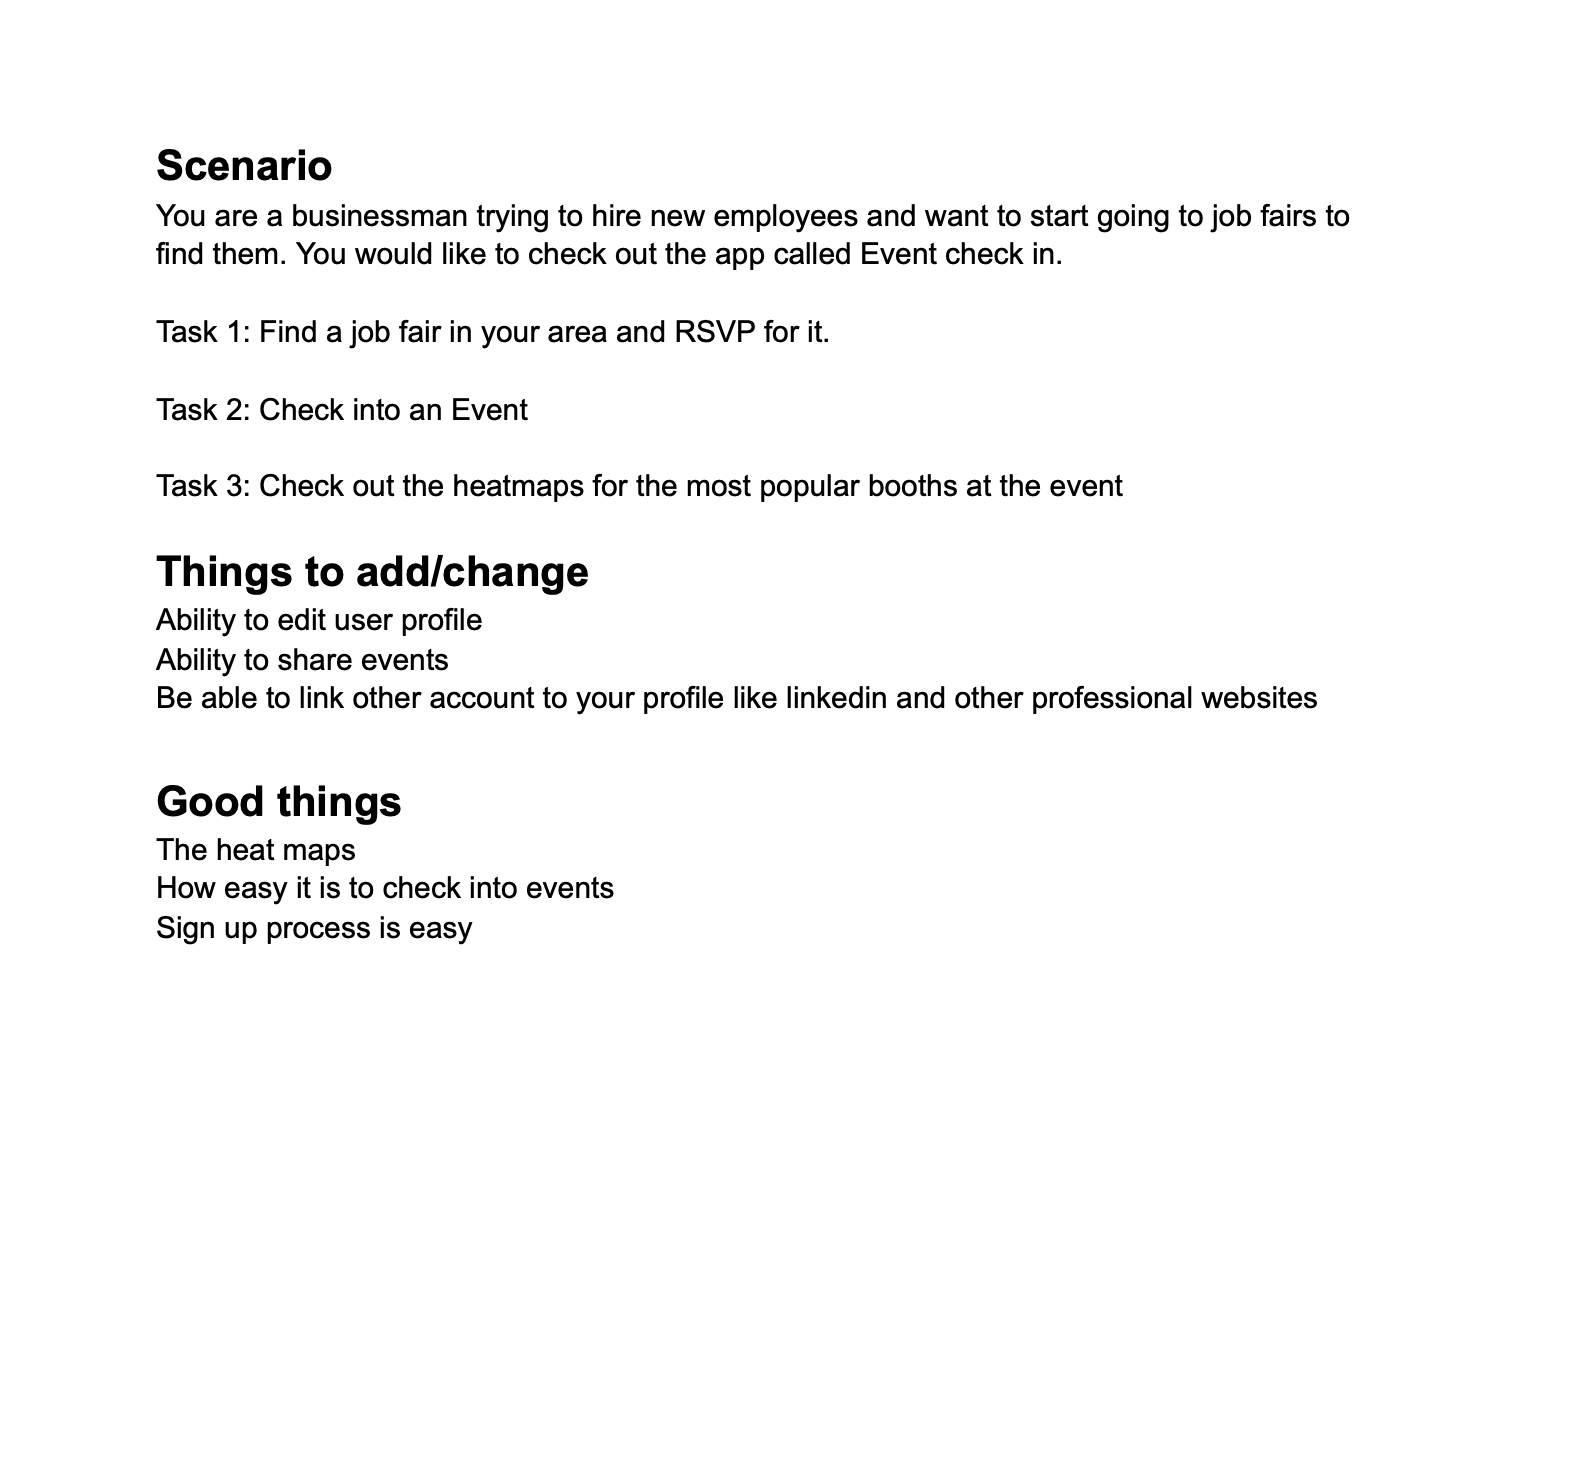 Scenario
You are a businessman trying to hire new employees and want to start going to job fairs to
find them. You would like to check out the app called Event check in.
Task 1: Find a job fair in your area and RSVP for it.
Task 2: Check into an Event
Task 3: Check out the heatmaps for the most popular booths at the event
Things to add/change
Ability to edit user profile
Ability to share events
Be able to link other account to your profile like linkedin and other professional websites
Good things
The heat maps
How easy it is to check into events
Sign up process is easy